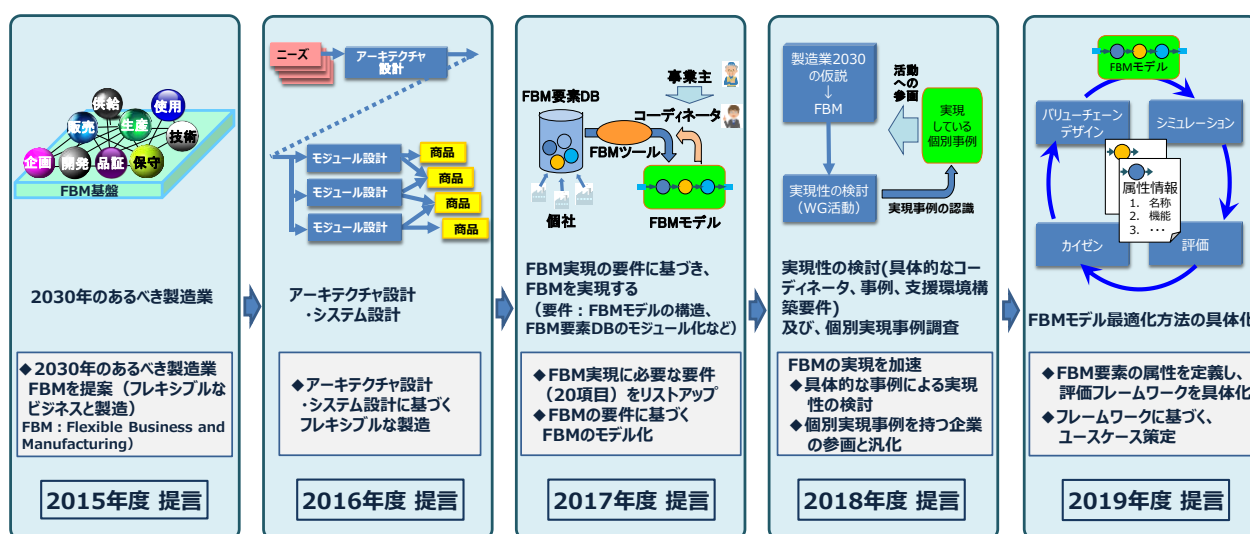 供給
使用
販売
生産
技術
企画
開発
品証
保守
FBM基盤
2030年のあるべき製造業
◆2030年のあるべき製造業
FBMを提案（フレキシブルな
ビジネスと製造）
FBM：Flexible Business and
Manufacturing）
2015年度 提言
ニーズ
アーキテクチャ
設計
モジュール設計
モジュール設計
モジュール設計
商品
商品
商品
商品
アーキテクチャ設計
・システム設計
◆アーキテクチャ設計
・システム設計に基づく
フレキシブルな製造
2016年度 提言
事業主
FBM要素DB
コーディネータ
FBMツール
個社
FBMモデル
FBM実現の要件に基づき、
FBMを実現する
（要件：FBMモデルの構造、
FBM要素DBのモジュール化など）
◆FBM実現に必要な要件
（20項目）をリストアップ
◆FBMの要件に基づく
FBMのモデル化
2017年度 提言
製造業2030
の仮説
↓
FBM
活動
への
参画
実現
している
個別事例
実現性の検討
（WG活動）
実現事例の認識
実現性の検討(具体的なコー
ディネータ、事例、支援環境構
築要件)
及び、個別実現事例調査
FBMの実現を加速
◆具体的な事例による実現
性の検討
◆個別実現事例を持つ企業
の参画と汎化
2018年度 提言
FBMモデル
バリューチェーン
デザイン
シミュレーション
属性情報
1. 名称
2. 機能
3. ･･･
カイゼン
評価
FBMモデル最適化方法の具体化
◆FBM要素の属性を定義し、
評価フレームワークを具体化
◆フレームワークに基づく、
ユースケース策定
2019年度 提言